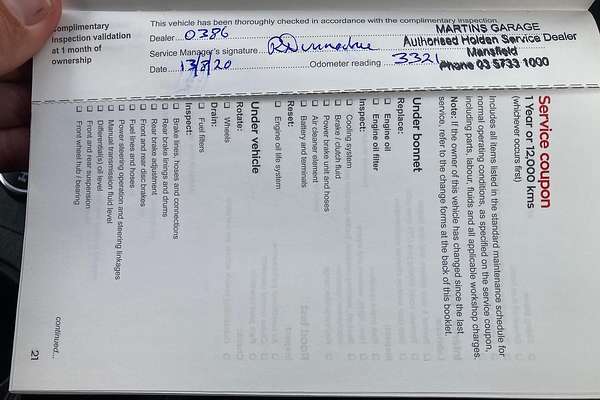 Complimentary
inspection validation
at 1 month of
ownership
This vehicle has been thoroughly checked in accordance with the complimentary inspection.
Dealer 0386
Service Manager's signature
Date 13/8/20
Odometer reading 3321
MARTINS GARAGE
Authorised Holden Service Dealer
Mansfield
Phone 03 5733 1000
Service coupon
1 Year or 12,000 kms
(whichever occurs first)
Includes all items listed in the standard maintenance schedule for
normal operating conditions, as specified on the service coupon,
including parts, labour, fluids and all applicable workshop charges.
Note: If the owner of this vehicle has changed since the last
service, refer to the change forms at the back of this booklet.
Under bonnet
Replace:
Engine oil
Engine oil filter
Inspect:
Cooling system
Brake / clutch fluid
Power brake unit and hoses
Air cleaner element
Battery and terminals
Reset:
Engine oil life system
Under vehicle
Rotate:
Wheels
Drain:
Fuel filters
Inspect:
Brake lines, hoses and connections
Rear brake linings and drums
Rear brake adjustment
Front and rear disc brakes
Fuel lines and hoses
Power steering operation and steering linkages
Manual transmission fluid level
Differential(s) oil level
Front and rear suspension
Front wheel hub / bearing
continued...
21